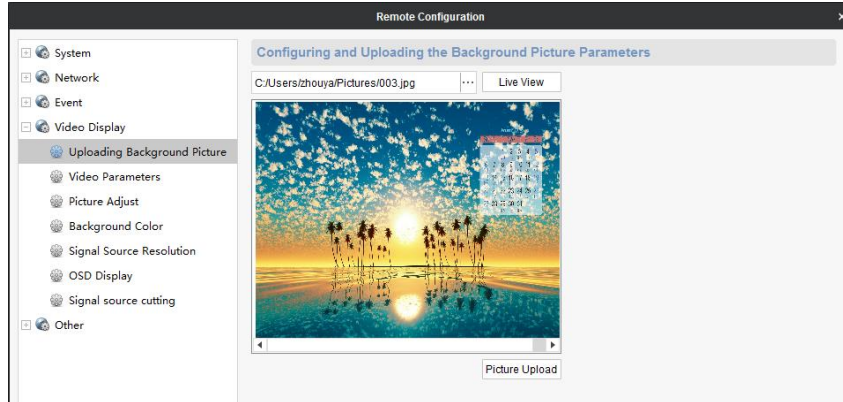 Remote Configuration
×
System
Network
Event
Video Display
Uploading Background Picture
Video Parameters
Picture Adjust
Background Color
Signal Source Resolution
OSD Display
Signal source cutting
Other
Configuring and Uploading the Background Picture Parameters
C:/Users/zhouya/Pictures/003.jpg ... Live View
Picture Upload